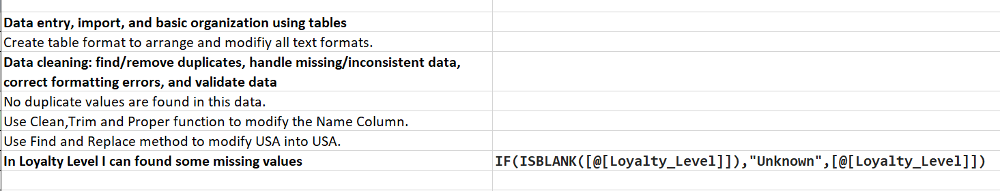 Data entry, import, and basic organization using tables
Create table format to arrange and modifiy all text formats.
Data cleaning: find/remove duplicates, handle missing/inconsistent data,
correct formatting errors, and validate data
No duplicate values are found in this data.
Use Clean,Trim and Proper function to modify the Name Column.
Use Find and Replace method to modify USA into USA.
In Loyalty Level I can found some missing values
IF(ISBLANK([@[Loyalty_Level]]),"Unknown",[@[Loyalty_Level]])